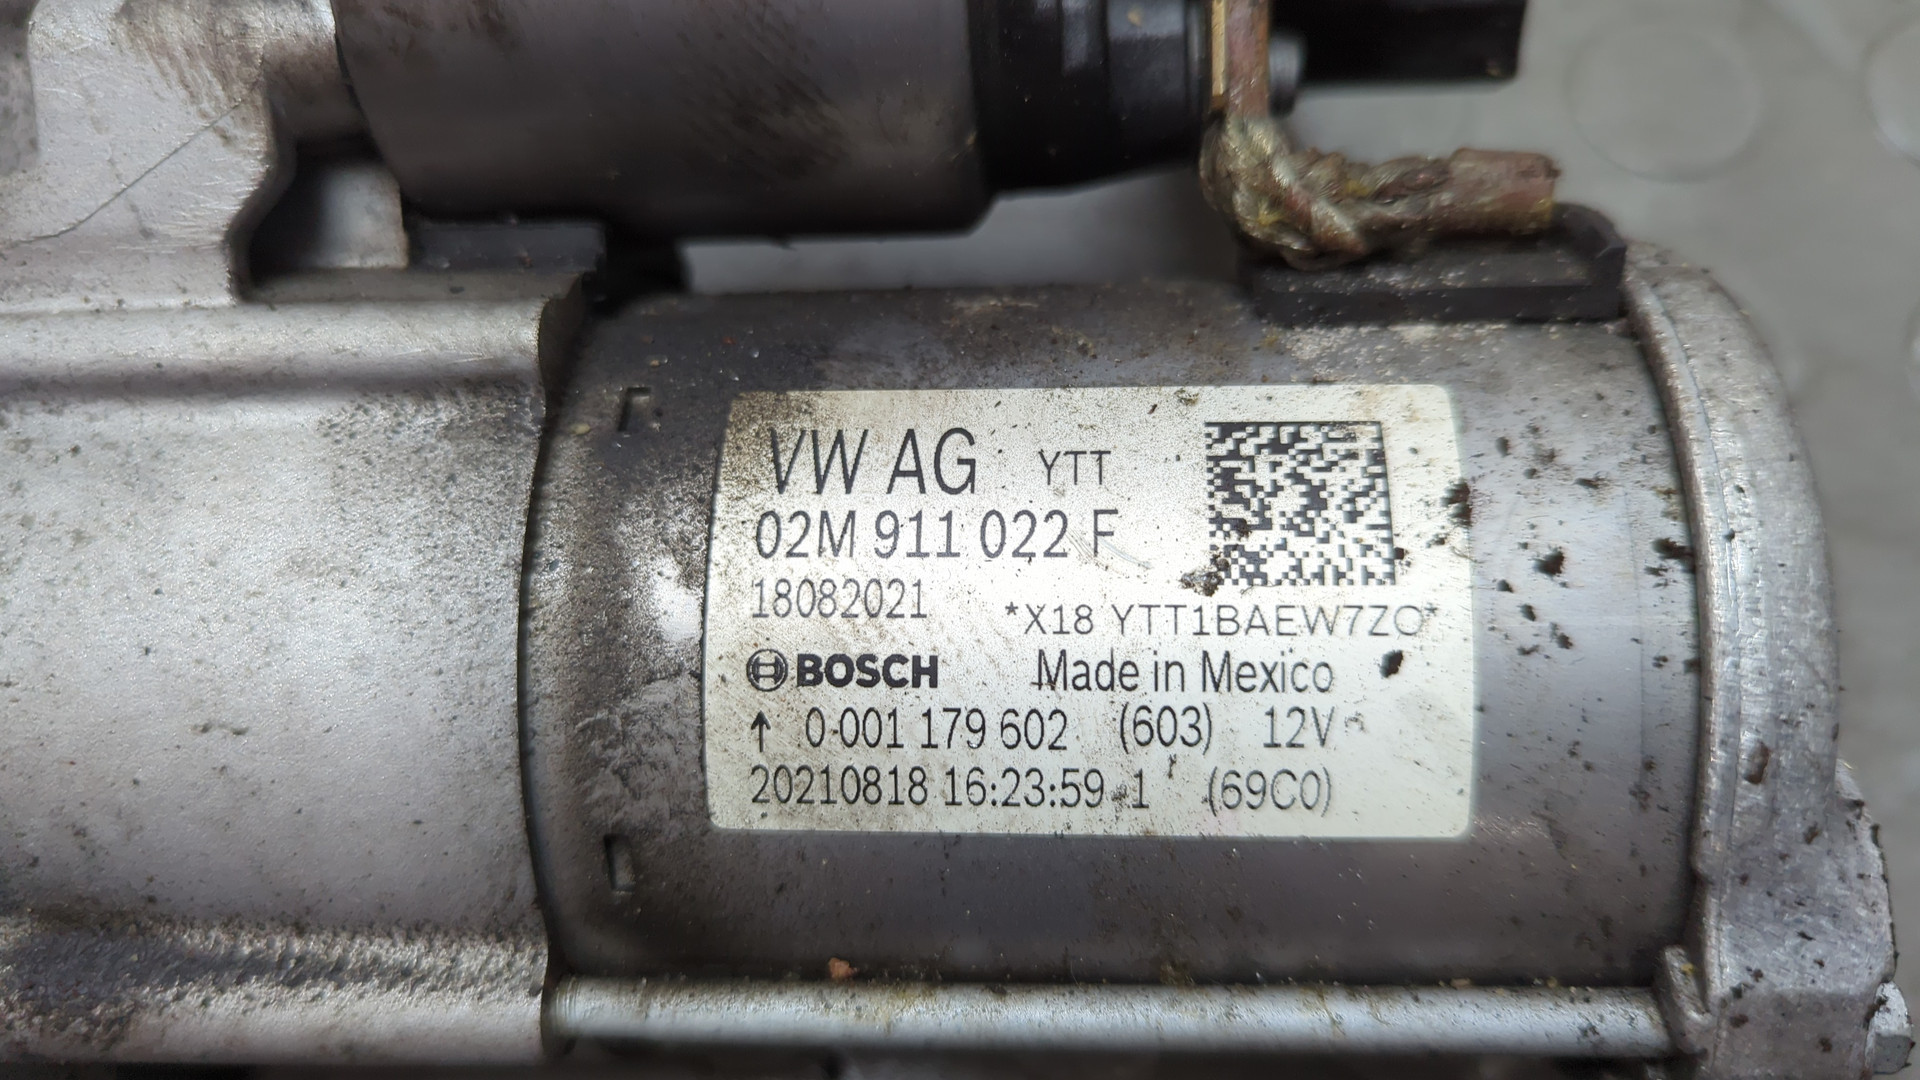 VW AG YTT
02M 911 022 F
18082021
*X18 YTT1BAEW7ZO*
BOSCH Made in Mexico
↑ 0 001 179 602 (603) 12V
20210818 16:23:59 1 (69C0)